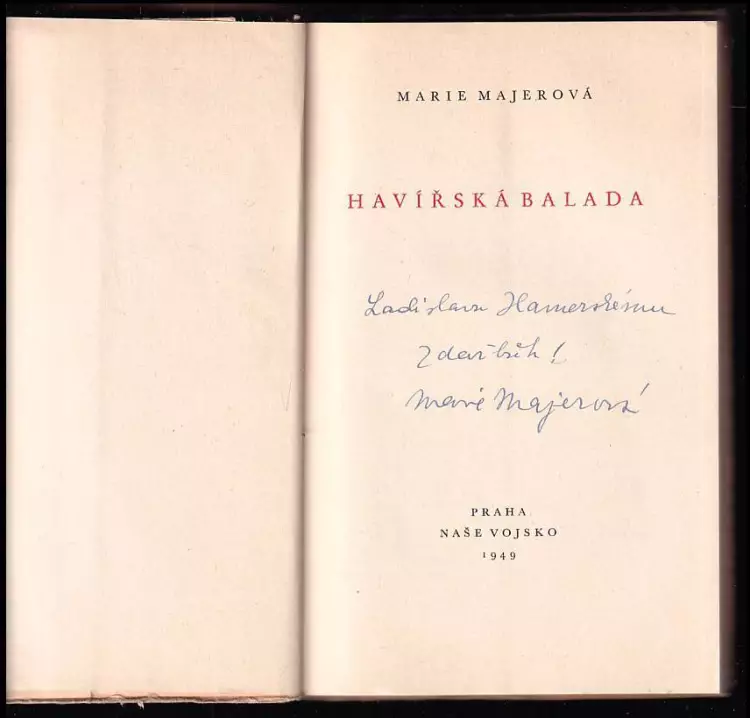 MARIE MAJEROVÁ
HAVÍŘSKÁ BALADA
Ladislavu Hamerskému
Zdař bůh!
Marie Majerová
PRAHA
NAŠE VOJSKO
1949